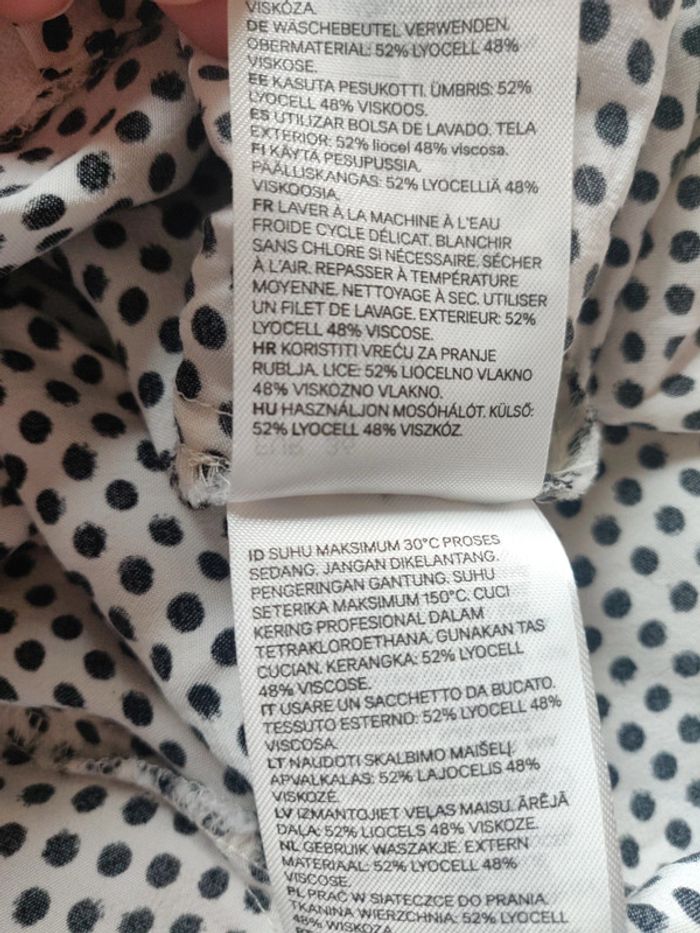 VISKÓZA.
DE WÄSCHEBEUTEL VERWENDEN.
OBERMATERIAL: 52% LYOCELL 48%
VISKOSE.
EE KASUTA PESUKOTTI. ÜMBRIS: 52%
LYOCELL 48% VISKOOS.
ES UTILIZAR BOLSA DE LAVADO. TELA
EXTERIOR: 52% liocel 48% viscosa.
FI KÄYTÄ PESUPUSSIA.
PÄÄLLISKANGAS: 52% LYOCELLIÄ 48%
VISKOOSIA.
FR LAVER À LA MACHINE À L'EAU
FROIDE CYCLE DÉLICAT. BLANCHIR
SANS CHLORE SI NÉCESSAIRE. SÉCHER
À L'AIR. REPASSER À TEMPÉRATURE
MOYENNE. NETTOYAGE À SEC. UTILISER
UN FILET DE LAVAGE. EXTERIEUR: 52%
LYOCELL 48% VISCOSE.
HR KORISTITI VREĆU ZA PRANJE
RUBLJA. LICE: 52% LIOCELNO VLAKNO
48% VISKOZNO VLAKNO.
HU HASZNÁLJON MOSÓHÁLÓT. KÜLSŐ:
52% LYOCELL 48% VISZKÓZ.
ID SUHU MAKSIMUM 30°C PROSES
SEDANG. JANGAN DIKELANTANG.
PENGERINGAN GANTUNG. SUHU
SETERIKA MAKSIMUM 150°C. CUCI
KERING PROFESIONAL DALAM
TETRAKLOROETHANA. GUNAKAN TAS
CUCIAN. KERANGKA: 52% LYOCELL
48% VISCOSE.
IT USARE UN SACCHETTO DA BUCATO.
TESSUTO ESTERNO: 52% LYOCELL 48%
VISCOSA.
LT NAUDOTI SKALBIMO MAIŠELĮ.
APVALKALAS: 52% LAJOCELIS 48%
VISKOZĖ.
LV IZMANTOJIET VEĻAS MAISU. ĀRĒJĀ
DAĻA: 52% LIOCELS 48% VISKOZE.
NL GEBRUIK WASZAKJE. EXTERN
MATERIAAL: 52% LYOCELL 48%
VISCOSE.
PL PRAĆ W SIATECZCE DO PRANIA.
TKANINA WIERZCHNIA: 52% LYOCELL
48% WISKOZA.